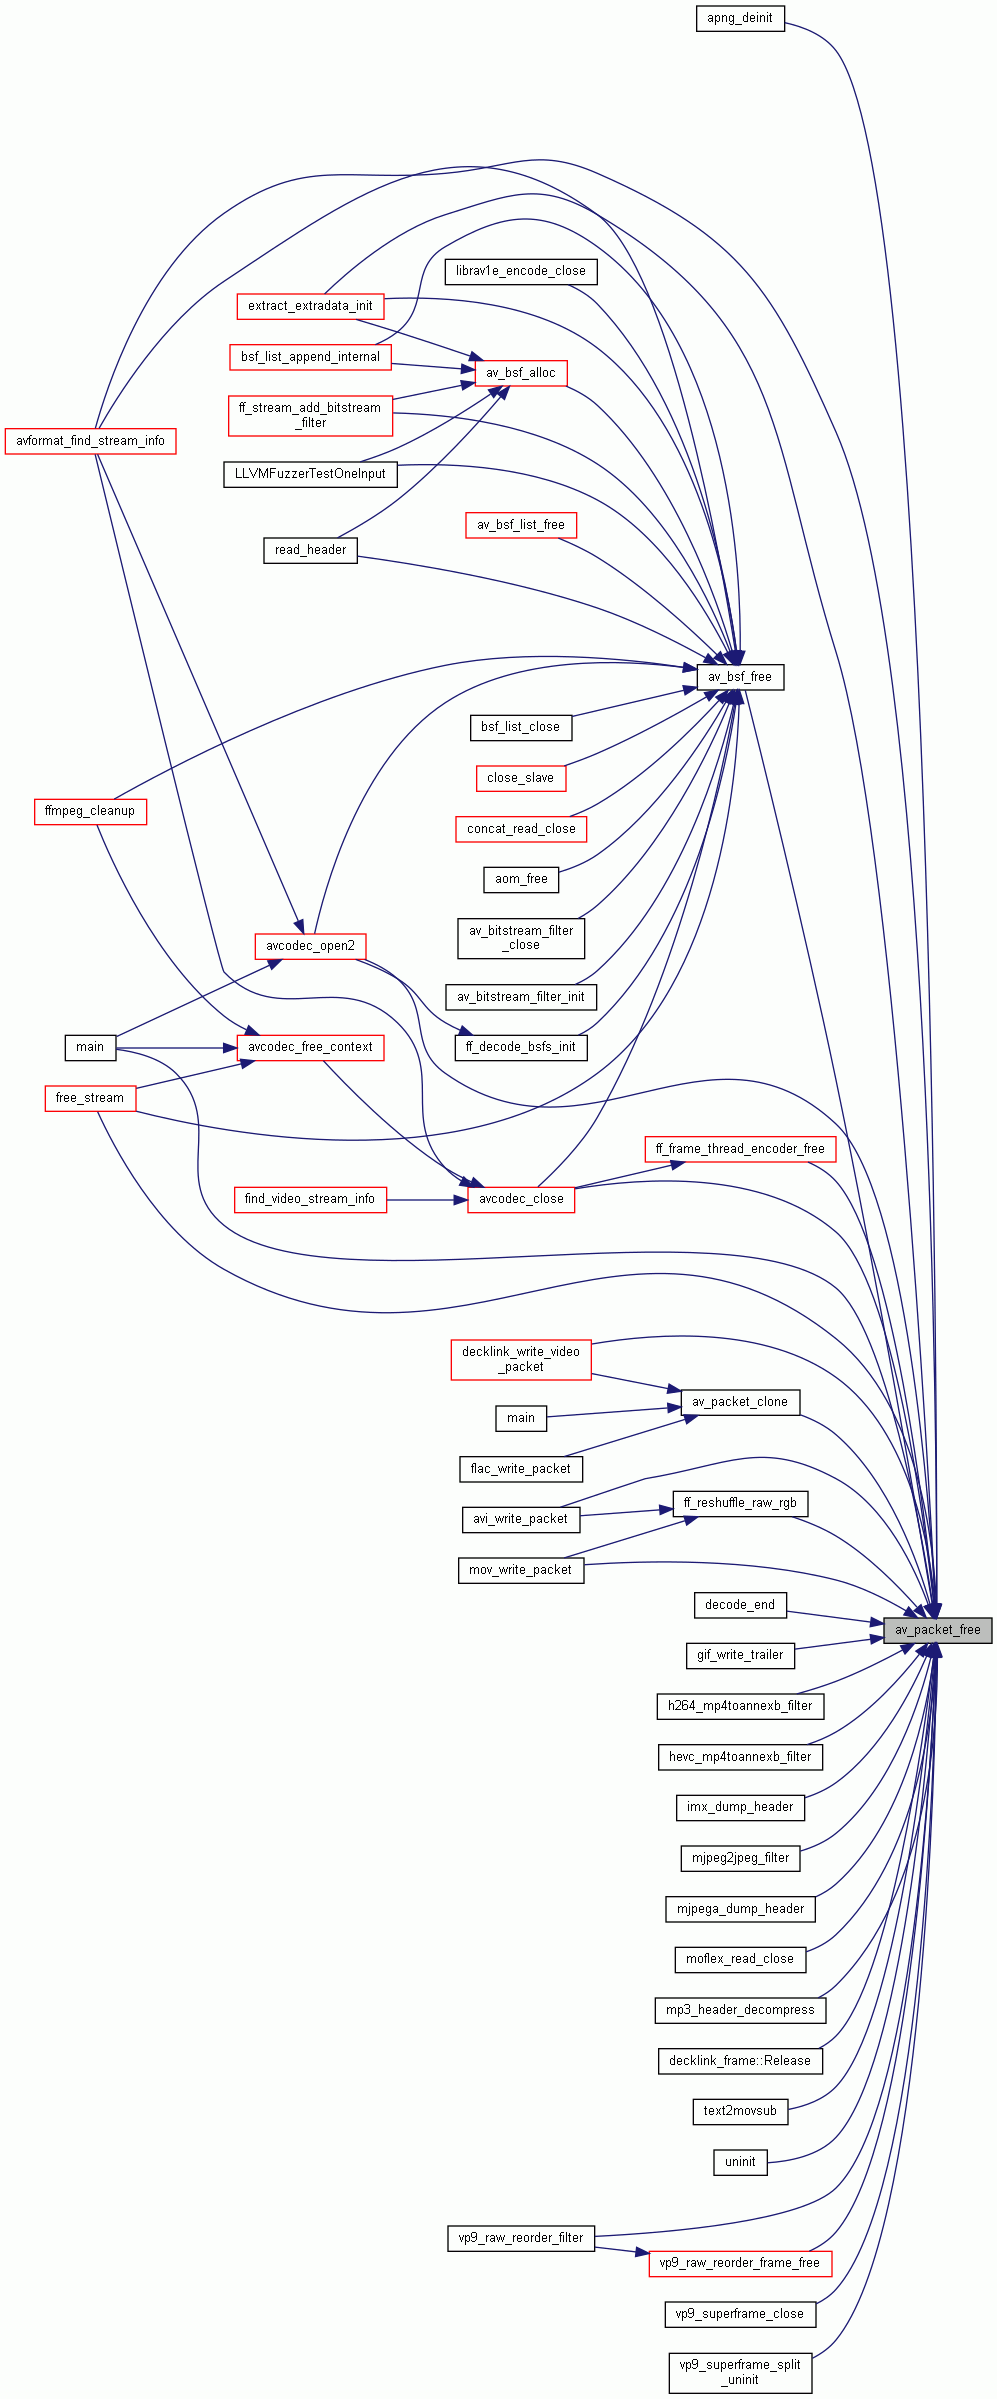 apng_deinit
librav1e_encode_close
extract_extradata_init
bsf_list_append_internal
av_bsf_alloc
ff_stream_add_bitstream
_filter
avformat_find_stream_info
LLVMFuzzerTestOneInput
av_bsf_list_free
read_header
av_bsf_free
bsf_list_close
close_slave
ffmpeg_cleanup
concat_read_close
aom_free
av_bitstream_filter
_close
avcodec_open2
av_bitstream_filter_init
main
avcodec_free_context
ff_decode_bsfs_init
free_stream
ff_frame_thread_encoder_free
find_video_stream_info
avcodec_close
decklink_write_video
_packet
av_packet_clone
main
flac_write_packet
ff_reshuffle_raw_rgb
avi_write_packet
mov_write_packet
decode_end
av_packet_free
gif_write_trailer
h264_mp4toannexb_filter
hevc_mp4toannexb_filter
imx_dump_header
mjpeg2jpeg_filter
mjpega_dump_header
moflex_read_close
mp3_header_decompress
decklink_frame::Release
text2movsub
uninit
vp9_raw_reorder_filter
vp9_raw_reorder_frame_free
vp9_superframe_close
vp9_superframe_split
_uninit